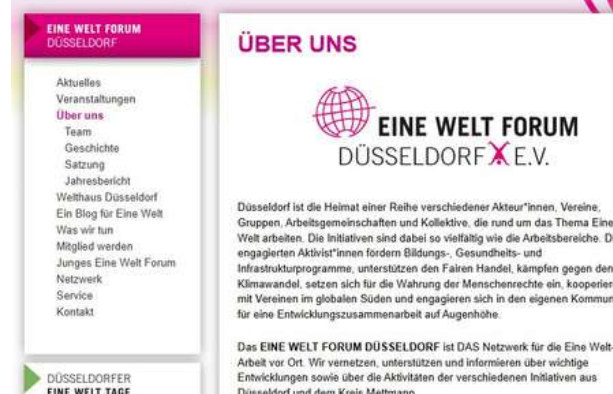 EINE WELT FORUM
DÜSSELDORF
Aktuelles
Veranstaltungen
Über uns
Team
Geschichte
Satzung
Jahresbericht
Welthaus Düsseldorf
Ein Blog für Eine Welt
Was wir tun
Mitglied werden
Junges Eine Welt Forum
Netzwerk
Service
Kontakt
DÜSSELDORFER
EINE WELT TAGE
ÜBER UNS
EINE WELT FORUM
DÜSSELDORF E.V.
Düsseldorf ist die Heimat einer Reihe verschiedener Akteur*innen, Vereine,
Gruppen, Arbeitsgemeinschaften und Kollektive, die rund um das Thema Eine
Welt arbeiten. Die Initiativen sind dabei so vielfältig wie die Arbeitsbereiche. D
engagierten Aktivist*innen fördern Bildungs-, Gesundheits- und
Infrastrukturprogramme, unterstützen den Fairen Handel, kämpfen gegen den
Klimawandel, setzen sich für die Wahrung der Menschenrechte ein, kooperier
mit Vereinen im globalen Süden und engagieren sich in den eigenen Kommun
für eine Entwicklungszusammenarbeit auf Augenhöhe.
Das EINE WELT FORUM DÜSSELDORF ist DAS Netzwerk für die Eine Welt-
Arbeit vor Ort. Wir vernetzen, unterstützen und informieren über wichtige
Entwicklungen sowie über die Aktivitäten der verschiedenen Initiativen aus
Düsseldorf und dem Kreis Mettmann.